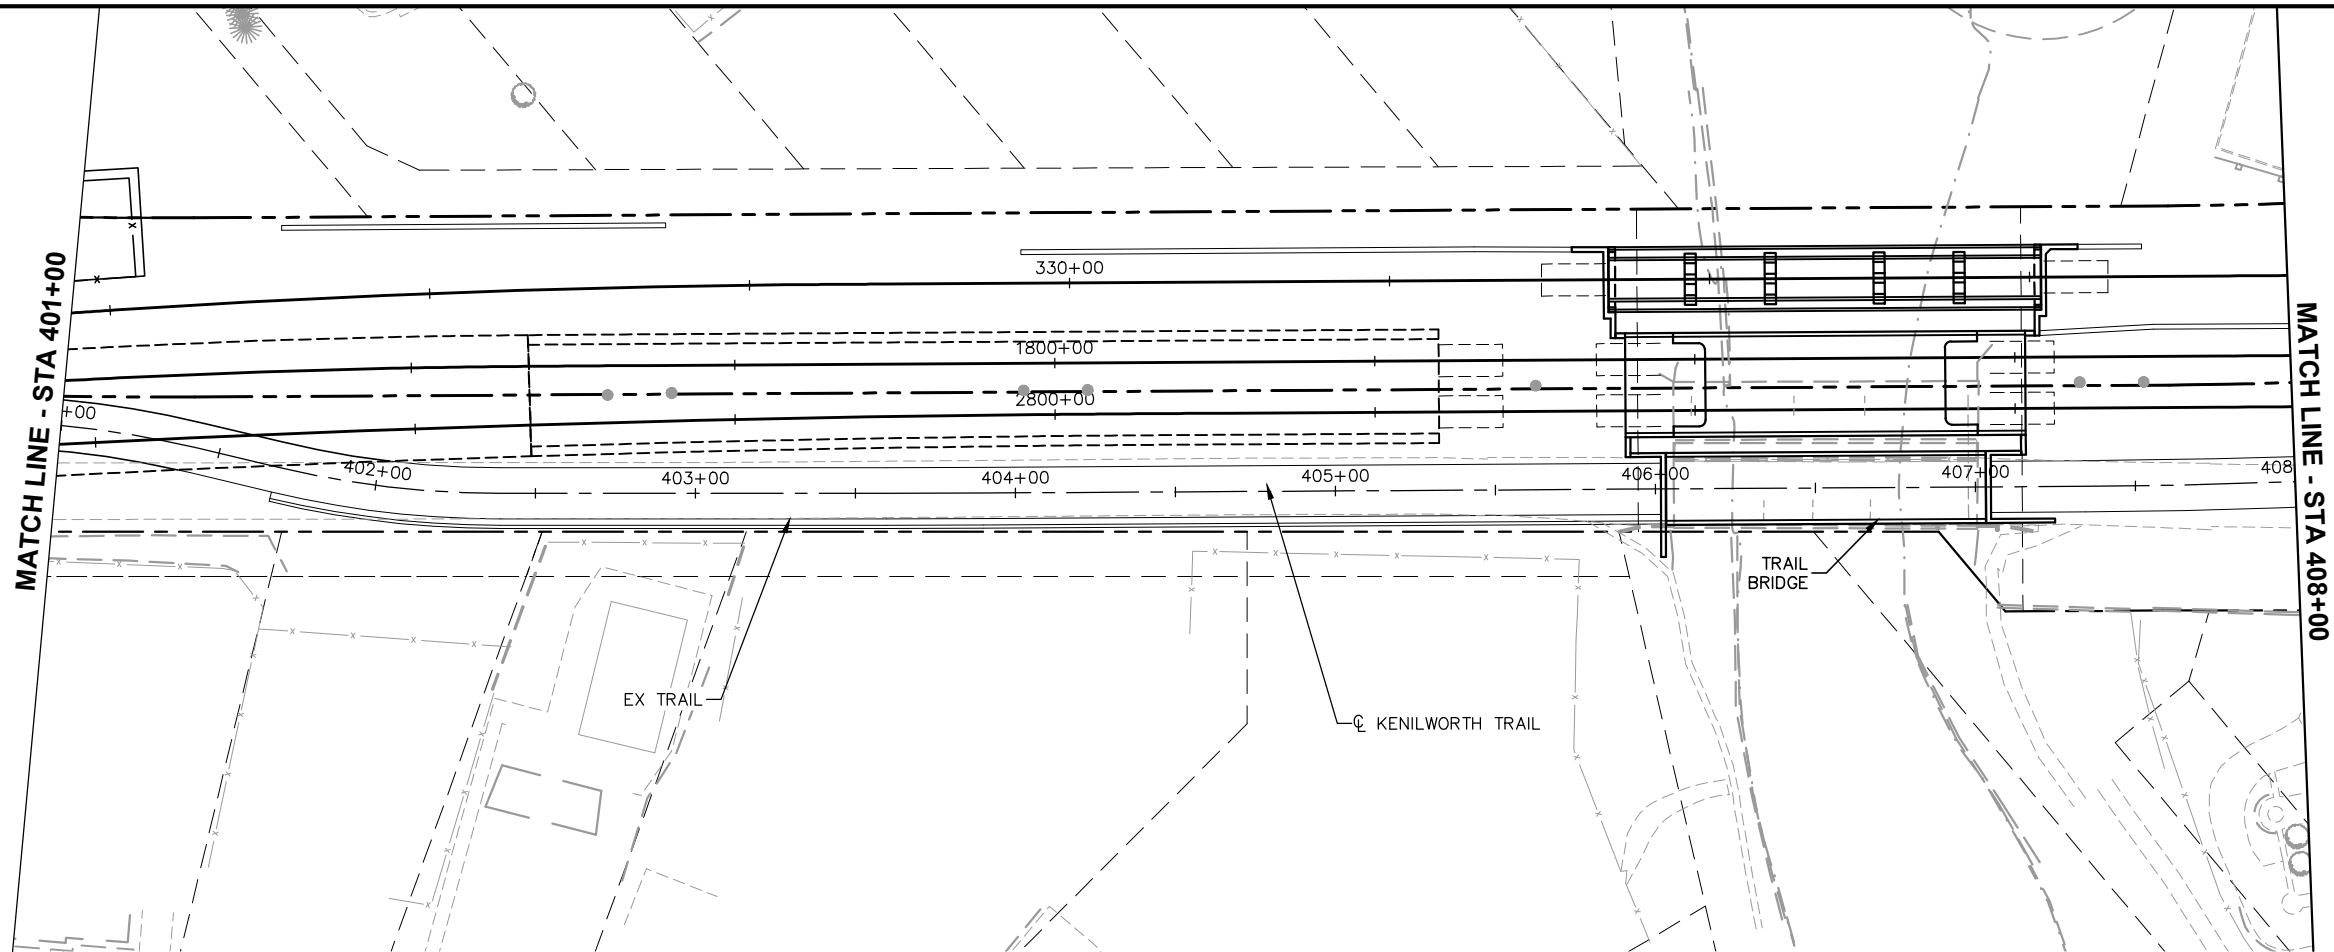 MATCH LINE - STA 401+00
330+00
1800+00
2800+00
+00
402+00
403+00
404+00
405+00
406+00
407+00
408
TRAIL
BRIDGE
EX TRAIL
℄ KENILWORTH TRAIL
MATCH LINE - STA 408+00